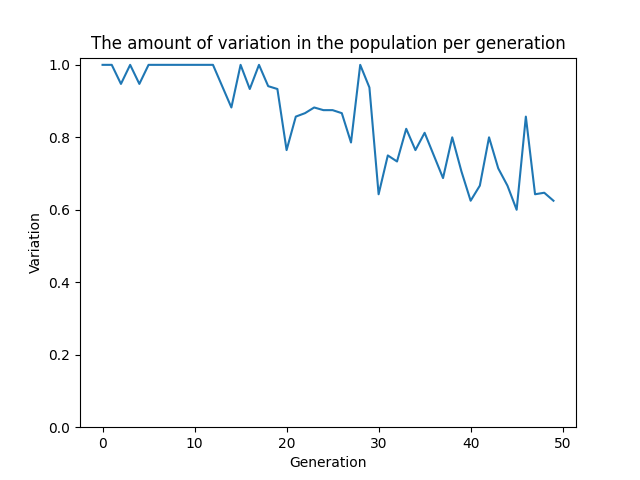 The amount of variation in the population per generation
1.0
0.8
0.6
0.4
0.2
0.0
Variation
0 10 20 30 40 50
Generation